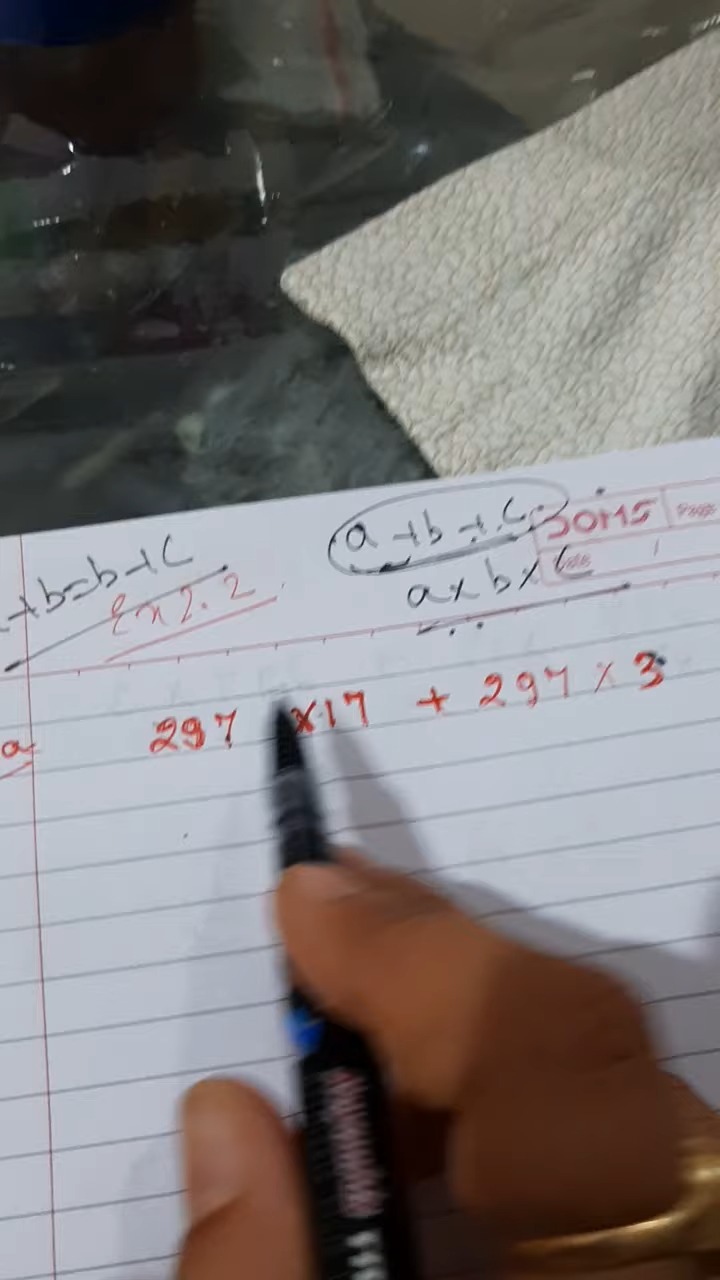 a + b + c
+b=b+c
Ex 2.2
a × b × c
a 297 ×17 + 297 × 3